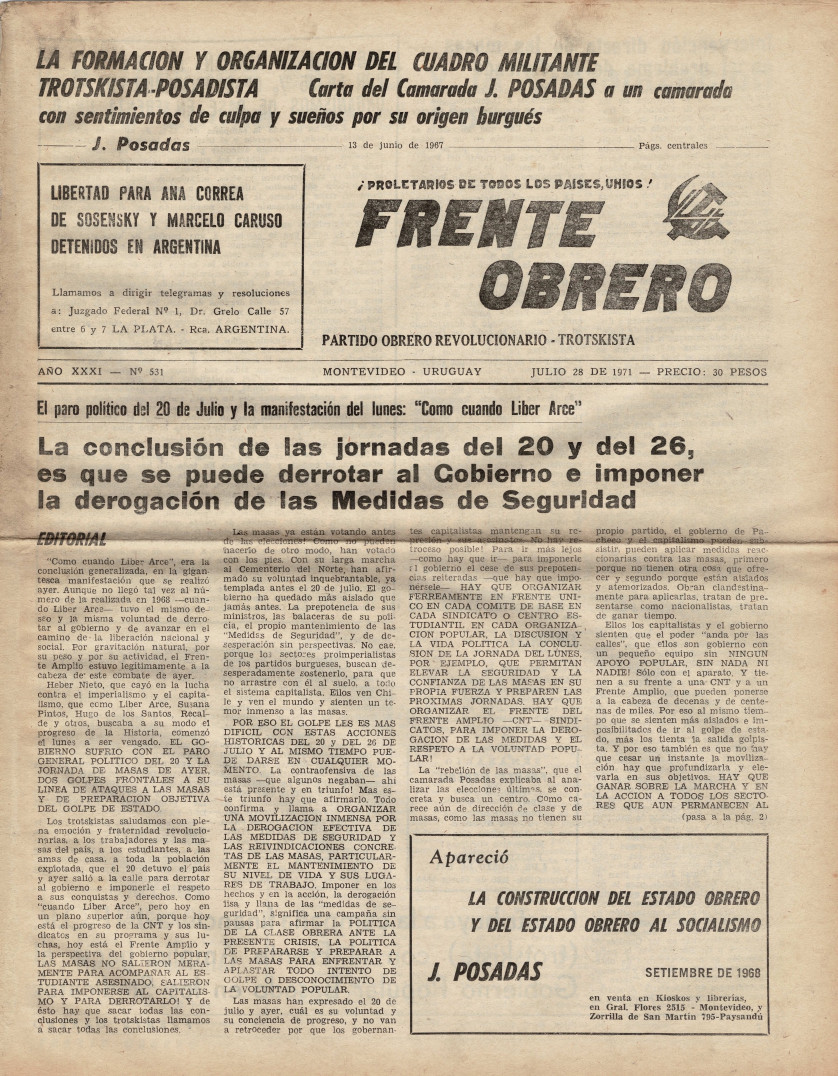 LA FORMACION Y ORGANIZACION DEL CUADRO MILITANTE
TROTSKISTA-POSADISTA Carta del Camarada J. POSADAS a un camarada
con sentimientos de culpa y sueños por su origen burgués
J. Posadas 13 de junio de 1967 Págs. centrales
LIBERTAD PARA ANA CORREA
DE SOSENSKY Y MARCELO CARUSO
DETENIDOS EN ARGENTINA
Llamamos a dirigir telegramas y resoluciones
a: Juzgado Federal Nº 1, Dr. Grelo Calle 57
entre 6 y 7 LA PLATA. - Rca. ARGENTINA.
¡PROLETARIOS DE TODOS LOS PAISES, UNIOS!
FRENTE
OBRERO
PARTIDO OBRERO REVOLUCIONARIO - TROTSKISTA
AÑO XXXI — Nº 531 MONTEVIDEO - URUGUAY JULIO 28 DE 1971 — PRECIO: 30 PESOS
El paro político del 20 de Julio y la manifestación del lunes: "Como cuando Liber Arce"
La conclusión de las jornadas del 20 y del 26,
es que se puede derrotar al Gobierno e imponer
la derogación de las Medidas de Seguridad
EDITORIAL
"Como cuando Liber Arce", era la
conclusión generalizada, en la gigan-
tesca manifestación que se realizó
ayer. Aunque no llegó tal vez al nú-
mero de la realizada en 1968 —cuan-
do Liber Arce— tuvo el mismo de-
seo y la misma voluntad de derro-
tar al gobierno y de avanzar en el
camino de la liberación nacional y
social. Por gravitación natural, por
su peso y por su actividad, el Fren-
te Amplio estuvo legítimamente a la
cabeza de este combate de ayer.
Heber Nieto, que cayó en la lucha
contra el imperialismo y el capita-
lismo, que como Liber Arce, Susana
Pintos, Hugo de los Santos, Recal-
de y otros, buscaba a su modo el
progreso de la Historia, comenzó
el lunes a ser vengado. EL GO-
BIERNO SUFRIO CON EL PARO
GENERAL POLITICO DEL 20 Y LA
JORNADA DE MASAS DE AYER,
DOS GOLPES FRONTALES A SU
LINEA DE ATAQUES A LAS MASAS
Y DE PREPARACION OBJETIVA
DEL GOLPE DE ESTADO.
Los trotskistas saludamos con ple-
na emoción y fraternidad revolucio-
narias, a los trabajadores y las ma-
sas del país, a los estudiantes, a las
amas de casa, a toda la población
explotada, que el 20 detuvo el país
y ayer salió a la calle para derrotar
al gobierno e imponerle el respeto
a sus conquistas y derechos. Como
"cuando Liber Arce", pero hoy en
un plano superior aún, porque hoy
está el progreso de la CNT y los sin-
dicatos en su programa y sus lu-
chas, hoy está el Frente Amplio y
la perspectiva del gobierno popular.
LAS MASAS NO SALIERON MERA-
MENTE PARA ACOMPAÑAR AL ES-
TUDIANTE ASESINADO, SALIERON
PARA IMPONERSE AL CAPITALIS-
MO Y PARA DERROTARLO! Y de
ésto hay que sacar todas las con-
clusiones y los trotskistas llamamos
a sacar todas las conclusiones.
Las masas ya están votando antes
de las elecciones! Como no pueden
hacerlo de otro modo, han votado
con los pies. Con su larga marcha
al Cementerio del Norte, han afir-
mado su voluntad inquebrantable, ya
templada antes el 20 de julio. El go-
bierno ha quedado más aislado que
jamás antes. La prepotencia de sus
ministros, las balaceras de su poli-
cía, el propio mantenimiento de las
"Medidas de Seguridad", y de de-
sesperación sin perspectivas. No cae,
porque los sectores proimperialistas
de los partidos burgueses, buscan de-
sesperadamente sostenerlo, para que
no arrastre con él al suelo, a todo
el sistema capitalista. Ellos ven Chi-
le y ven el mundo y sienten un te-
mor inmenso a las masas.
POR ESO EL GOLPE LES ES MAS
DIFICIL CON ESTAS ACCIONES
HISTORICAS DEL 20 y DEL 26 DE
JULIO Y AL MISMO TIEMPO PUE-
DE DARSE EN CUALQUIER MO-
MENTO. La contraofensiva de las
masas —que algunos negaban— ahí
está presente y en triunfo! Mas es-
te triunfo hay que afirmarlo. Todo
confirma y llama a ORGANIZAR
UNA MOVILIZACION INMENSA POR
LA DEROGACION EFECTIVA DE
LAS MEDIDAS DE SEGURIDAD Y
LAS REIVINDICACIONES CONCRE-
TAS DE LAS MASAS, PARTICULAR-
MENTE EL MANTENIMIENTO DE
SU NIVEL DE VIDA Y SUS LUGA-
RES DE TRABAJO. Imponer en los
hechos y en la acción, la derogación
lisa y llana de las "medidas de se-
guridad", significa una campaña sin
pausas para afirmar la POLITICA
DE LA CLASE OBRERA ANTE LA
PRESENTE CRISIS, LA POLITICA
DE PREPARARSE Y PREPARAR A
LAS MASAS PARA ENFRENTAR Y
APLASTAR TODO INTENTO DE
GOLPE O DESCONOCIMIENTO DE
LA VOLUNTAD POPULAR.
Las masas han expresado el 20 de
julio y ayer, cuál es su voluntad y
su conciencia de progreso, y no van
a retroceder por que los gobernan-
tes capitalistas mantengan su re-
presión y sus asesinatos. No hay re-
troceso posible! Para ir más lejos
—como hay que ir— para imponerle
al gobierno el cese de sus prepoten-
cias reiteradas —que hay que impo-
nérsele— HAY QUE ORGANIZAR
FERREAMENTE EN FRENTE UNI-
CO EN CADA COMITE DE BASE EN
CADA SINDICATO O CENTRO ES-
TUDIANTIL EN CADA ORGANIZA-
CION POPULAR, LA DISCUSION Y
LA VIDA POLITICA LA CONCLU-
SION DE LA JORNADA DEL LUNES.
POR EJEMPLO, QUE PERMITAN
ELEVAR LA SEGURIDAD Y LA
CONFIANZA DE LAS MASAS EN SU
PROPIA FUERZA Y PREPAREN LAS
PROXIMAS JORNADAS. HAY QUE
ORGANIZAR EL FRENTE DEL
FRENTE AMPLIO —CNT— SINDI-
CATOS, PARA IMPONER LA DERO-
GACION DE LAS MEDIDAS Y EL
RESPETO A LA VOLUNTAD POPU-
LAR!
La "rebelión de las masas", que el
camarada Posadas explicaba al ana-
lizar las elecciones últimas, se con-
creta y busca un centro. Cómo ca-
rece aún de dirección de clase y de
masas, como las masas no tienen su
propio partido, el gobierno de Pa-
checo y el capitalismo pueden sub-
sistir, pueden aplicar medidas reac-
cionarias contra las masas, primero
porque no tienen otra cosa que ofre-
cer y segundo porque están aislados
y atemorizados. Obran clandestina-
mente para aplicarlas, tratan de pre-
sentarse como nacionalistas, tratan
de ganar tiempo.
Ellos los capitalistas y el gobierno
sienten que el poder "anda por las
calles", que ellos son gobierno con
un pequeño equipo sin NINGUN
APOYO POPULAR, SIN NADA NI
NADIE! Sólo con el aparato. Y tie-
nen a su frente a una CNT y a un
Frente Amplio, que pueden ponerse
a la cabeza de decenas y de cente-
nas de miles. Por eso al mismo tiem-
po que se sienten más aislados e im-
posibilitados de ir al golpe de esta-
do, más los tienta la salida golpis-
ta. Y por eso también es que no hay
que cesar un instante la moviliza-
ción hay que profundizarla y ele-
varla en sus objetivos. HAY QUE
GANAR SOBRE LA MARCHA Y EN
LA ACCION A TODOS LOS SECTO-
RES QUE AUN PERMANECEN AL
(pasa a la pág. 2)
Apareció
LA CONSTRUCCION DEL ESTADO OBRERO
Y DEL ESTADO OBRERO AL SOCIALISMO
J. POSADAS SETIEMBRE DE 1968
en venta en Kioskos y librerías,
en Gral. Flores 2515 - Montevideo, y
Zorrilla de San Martín 795-Paysandú